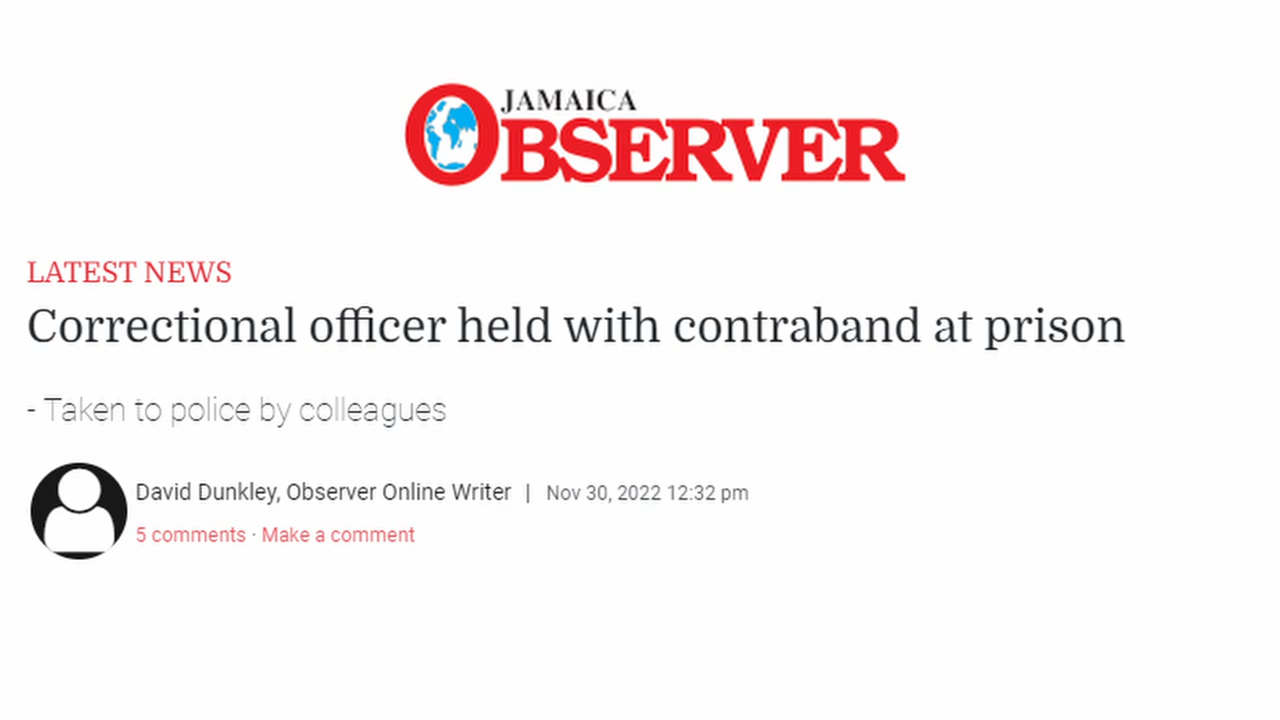 JAMAICA
OBSERVER
LATEST NEWS
Correctional officer held with contraband at prison
- Taken to police by colleagues
David Dunkley, Observer Online Writer | Nov 30, 2022 12:32 pm
5 comments · Make a comment